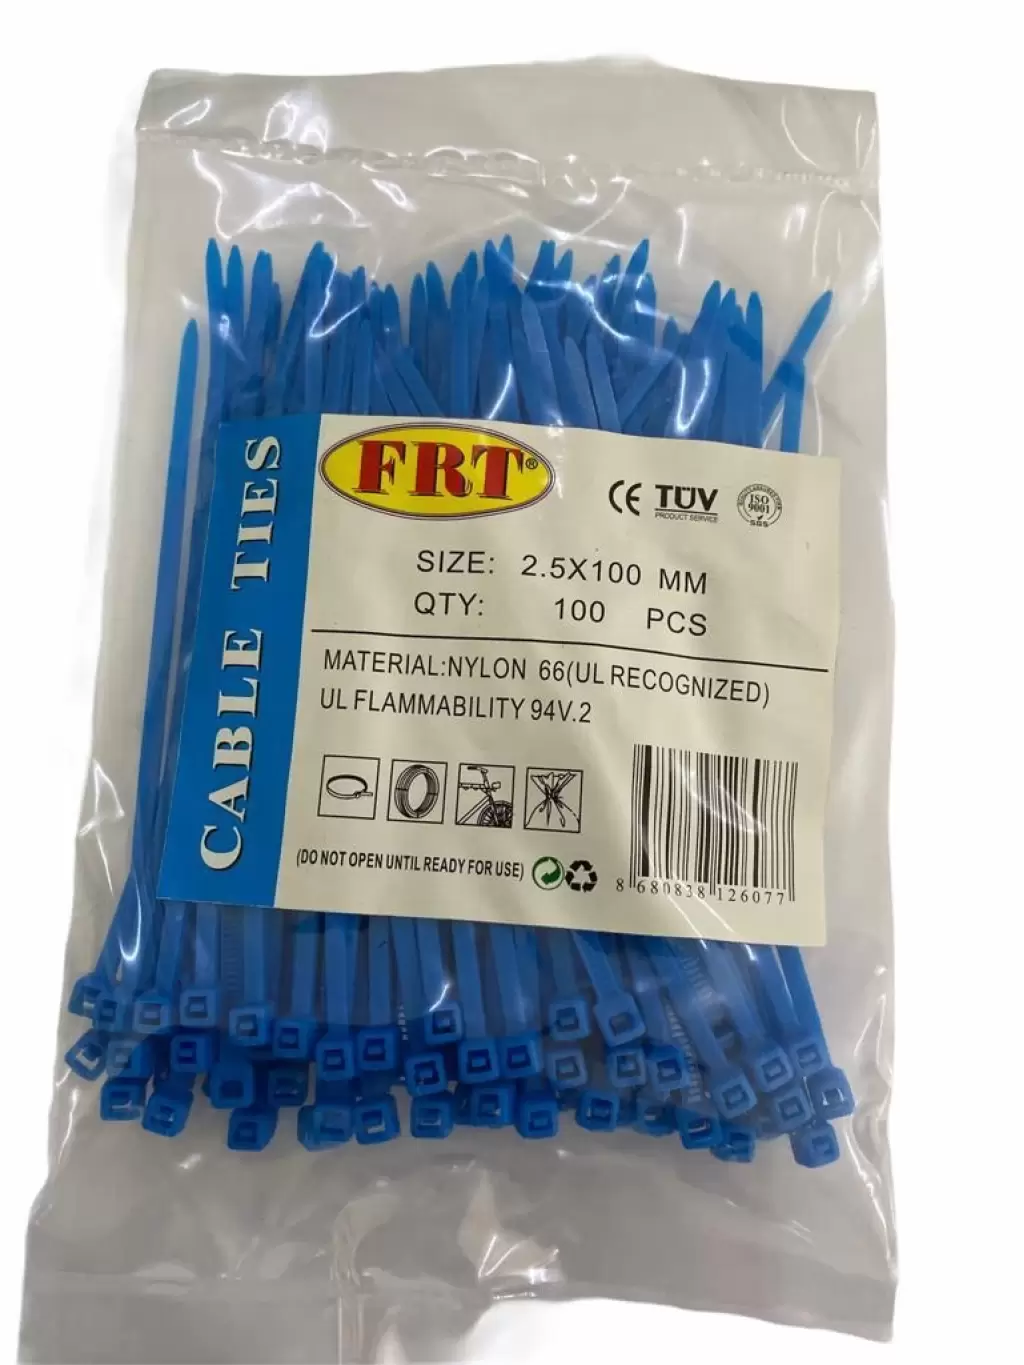 CABLE TIES
FRT®
CE TÜV
PRODUCT SERVICE
ISO
9001
SGS
SIZE: 2.5X100 MM
QTY: 100 PCS
MATERIAL:NYLON 66(UL RECOGNIZED)
UL FLAMMABILITY 94V.2
(DO NOT OPEN UNTIL READY FOR USE)
8 680838 126077